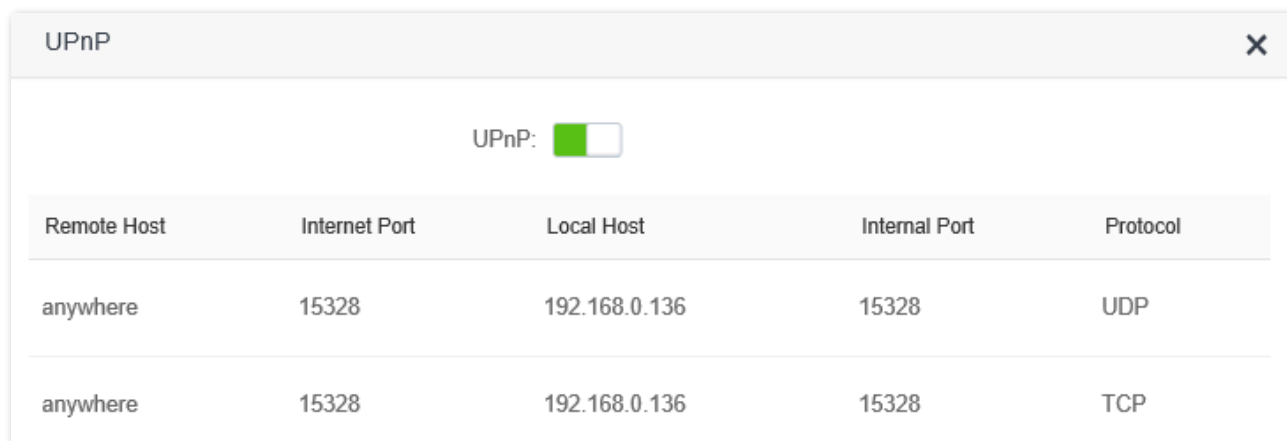 UPnP
UPnP:
Remote Host Internet Port Local Host Internal Port Protocol
anywhere 15328 192.168.0.136 15328 UDP
anywhere 15328 192.168.0.136 15328 TCP